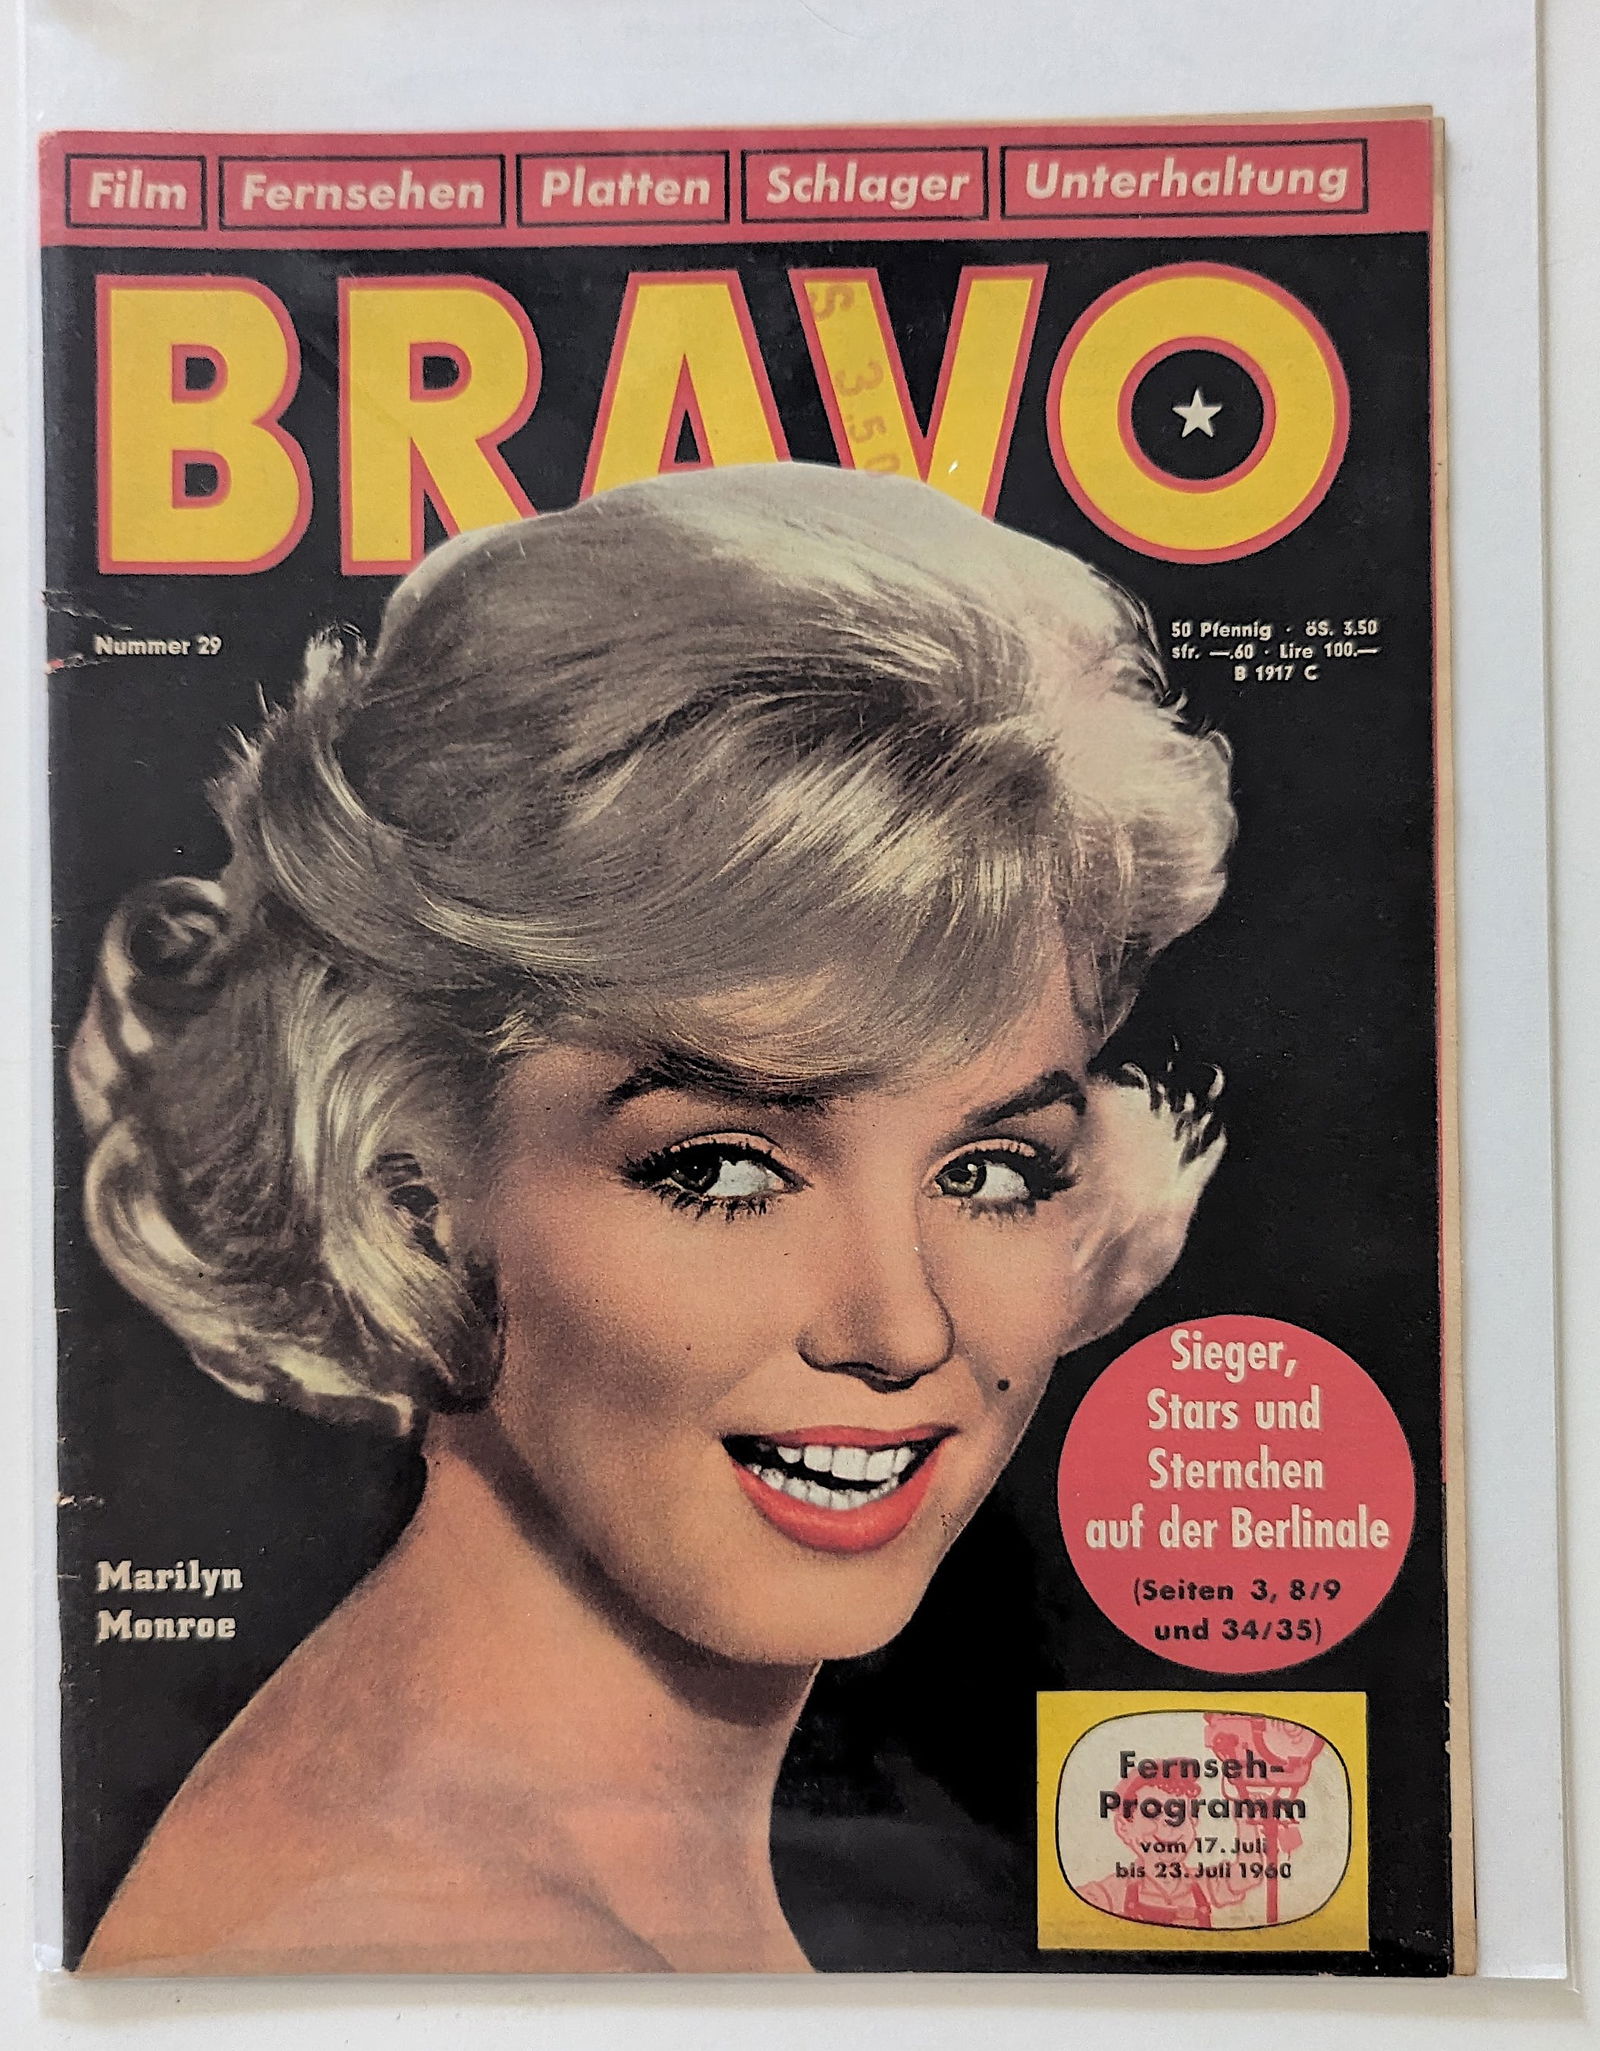 Film Fernsehen Platten Schlager Unterhaltung
BRAVO
S 3.50
Nummer 29
50 Pfennig · öS. 3.50
sfr. —.60 · Lire 100.—
B 1917 C
Sieger,
Stars und
Sternchen
auf der Berlinale
(Seiten 3, 8/9
und 34/35)
Marilyn
Monroe
Fernseh-
Programm
vom 17. Juli
bis 23. Juli 1960